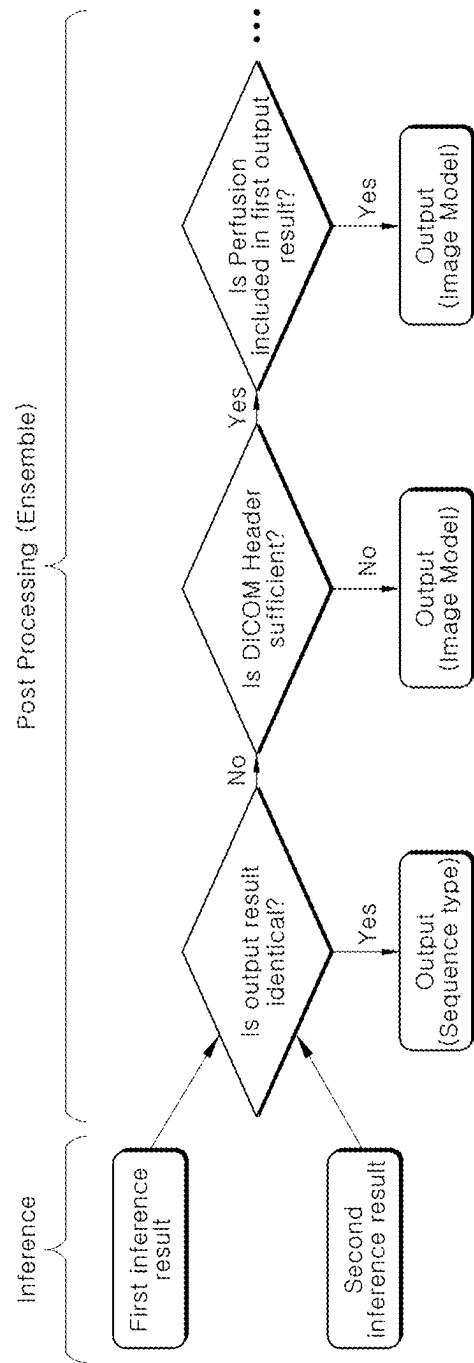 Inference
Post Processing (Ensemble)
First inference
result
Second
inference result
Is output result
identical?
Yes
Output
(Sequence type)
No
Is DICOM Header
sufficient?
No
Output
(Image Model)
Yes
Is Perfusion
included in first output
result?
Yes
Output
(Image Model)
...